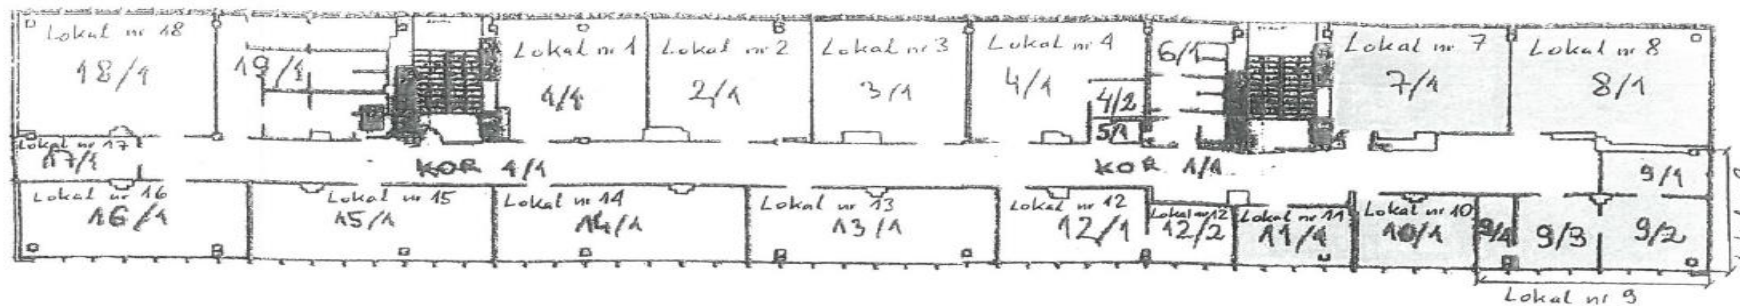 Lokal nr 18
18/1
19/1
Lokal nr 1
1/1
Lokal nr 2
2/1
Lokal nr 3
3/1
Lokal nr 4
4/1
4/2
5/1
6/1
Lokal nr 7
7/1
Lokal nr 8
8/1
Lokal nr 17
17/1
KOR 1/1
KOR 1/1
9/1
Lokal nr 16
16/1
Lokal nr 15
15/1
Lokal nr 14
14/1
Lokal nr 13
13/1
Lokal nr 12
12/1
Lokal nr 12
12/2
Lokal nr 11
11/1
Lokal nr 10
10/1
9/4
9/3
9/2
Lokal nr 9